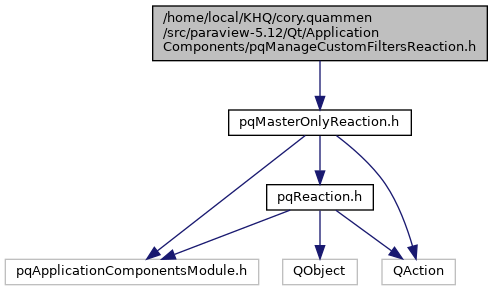 /home/local/KHQ/cory.quammen
/src/paraview-5.12/Qt/Application
Components/pqManageCustomFiltersReaction.h
pqMasterOnlyReaction.h
pqReaction.h
pqApplicationComponentsModule.h
QObject
QAction